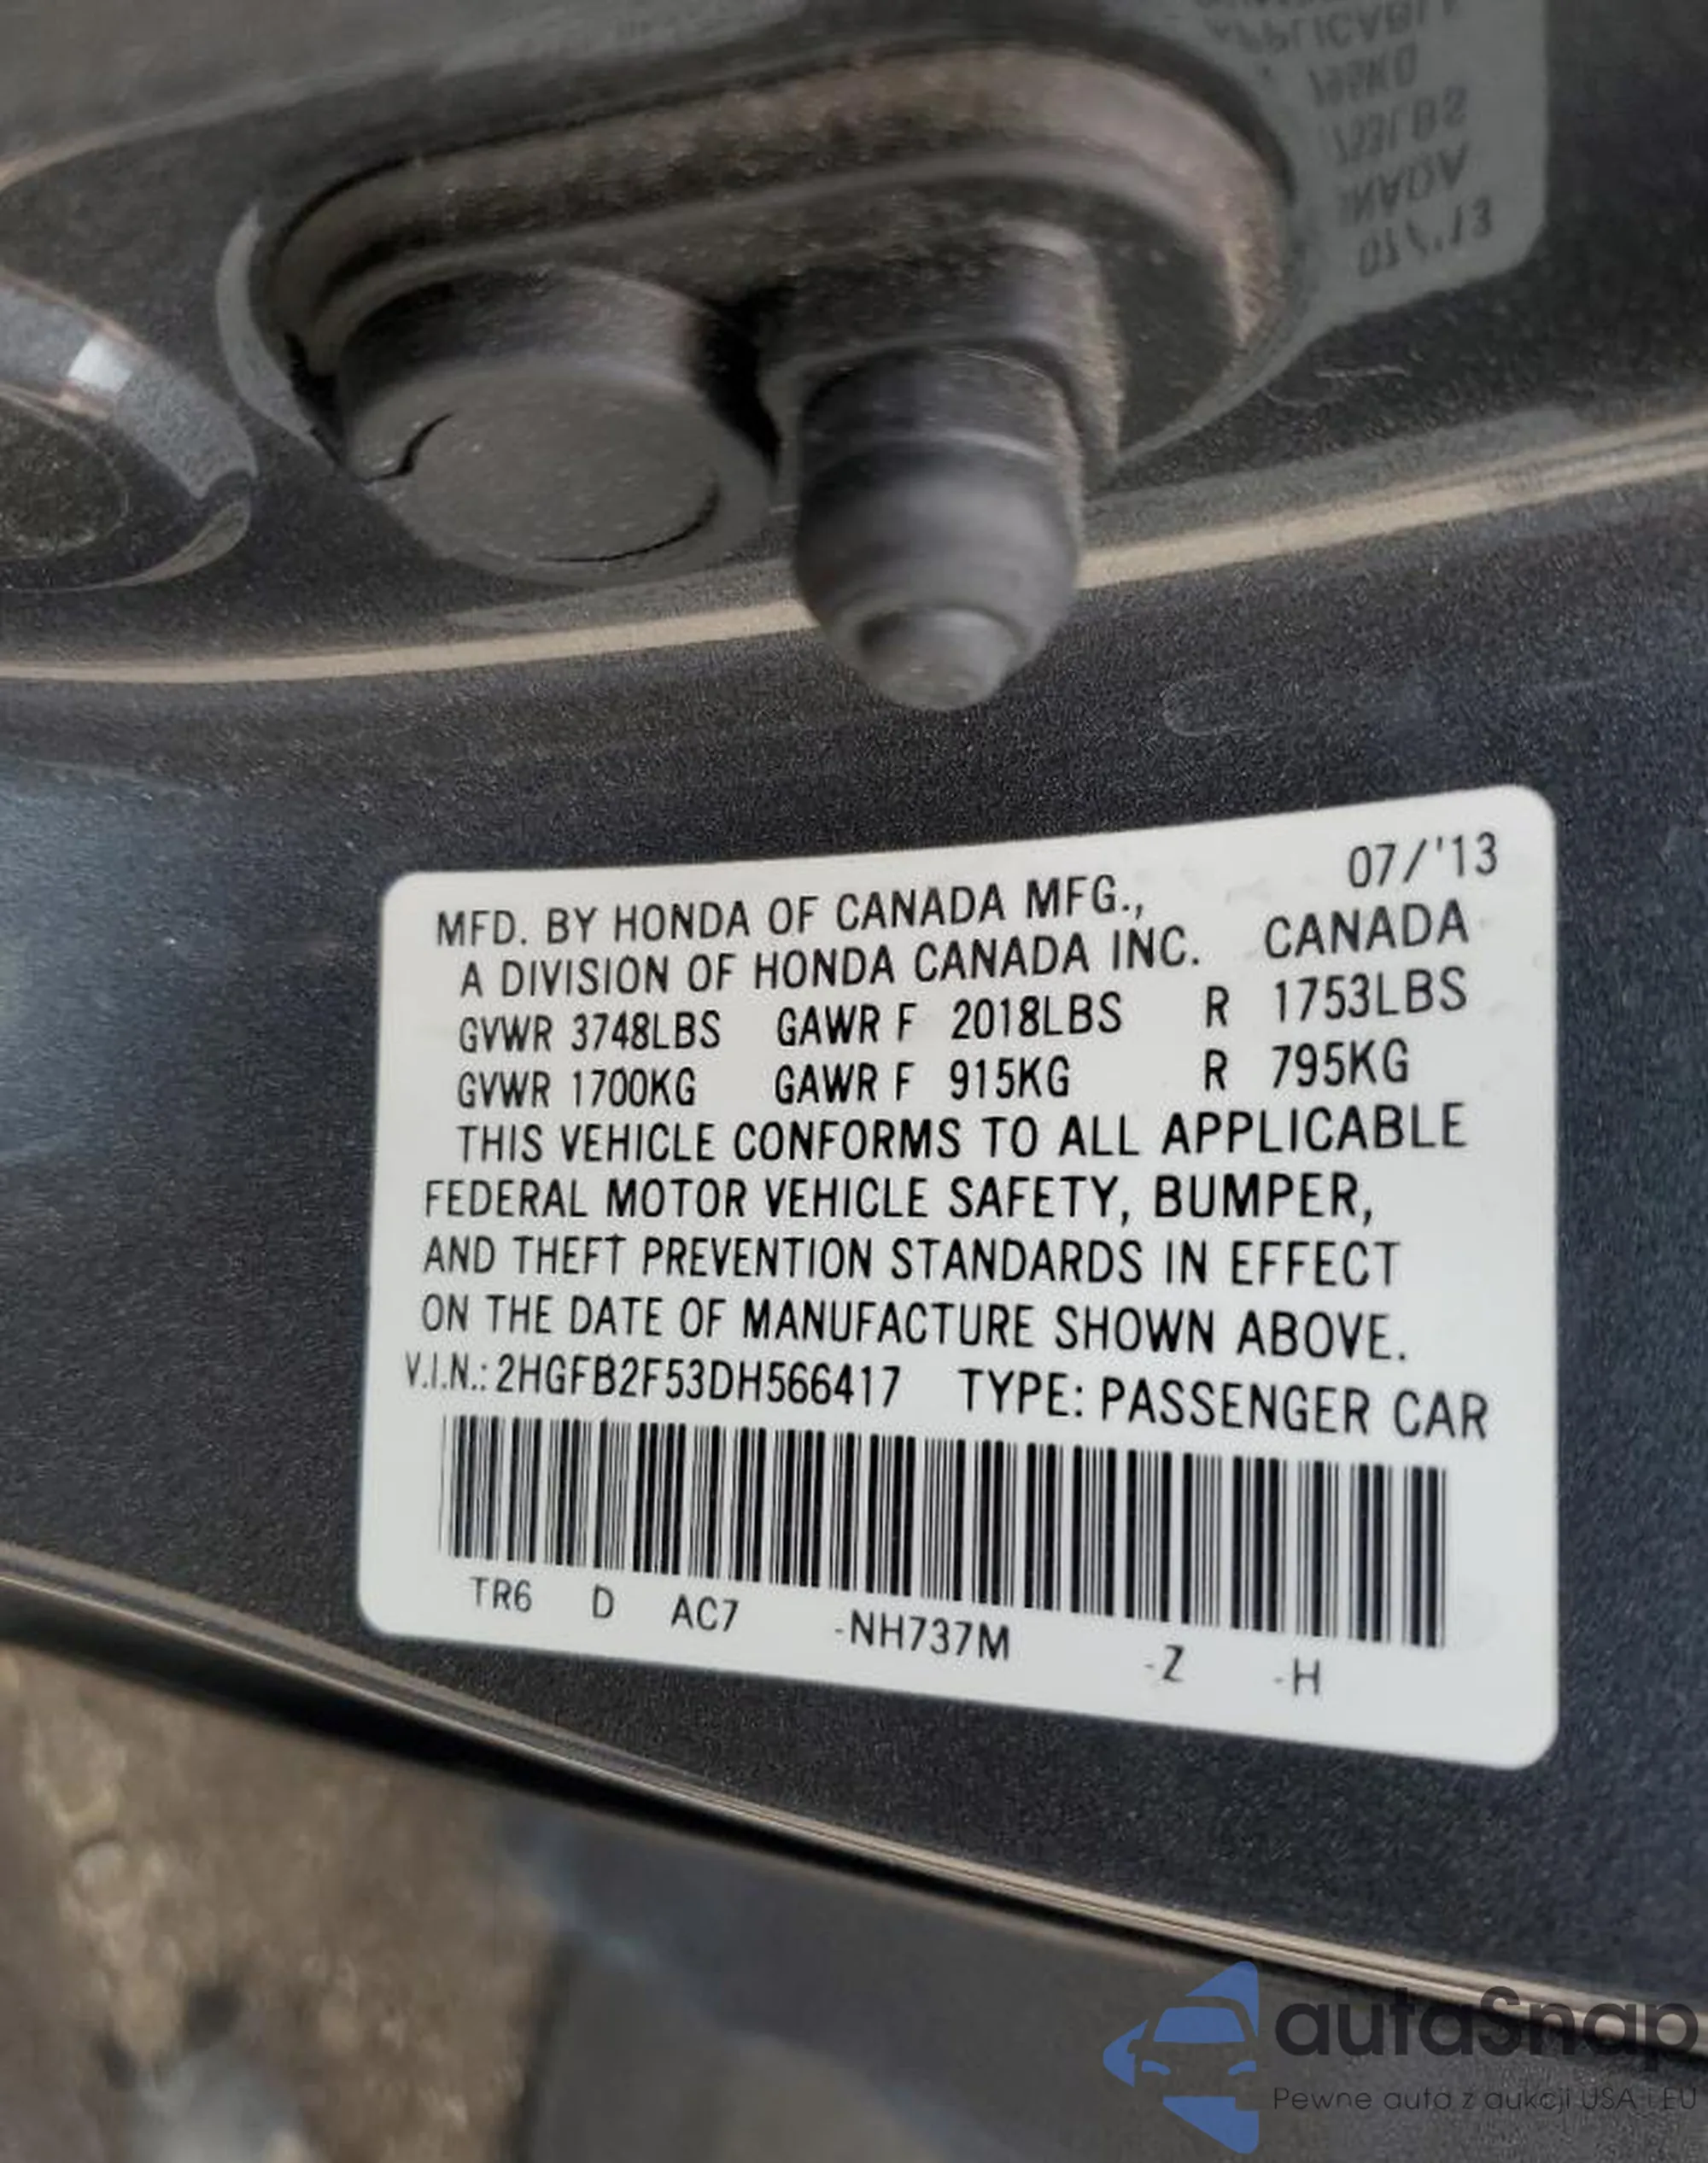 07/'13
MFD. BY HONDA OF CANADA MFG.,
A DIVISION OF HONDA CANADA INC. CANADA
GVWR 3748LBS GAWR F 2018LBS R 1753LBS
GVWR 1700KG GAWR F 915KG R 795KG
THIS VEHICLE CONFORMS TO ALL APPLICABLE
FEDERAL MOTOR VEHICLE SAFETY, BUMPER,
AND THEFT PREVENTION STANDARDS IN EFFECT
ON THE DATE OF MANUFACTURE SHOWN ABOVE.
V.I.N.: 2HGFB2F53DH566417 TYPE: PASSENGER CAR
TR6 D AC7 -NH737M -Z -H
autaSnap
Pewne auta z aukcji USA i EU